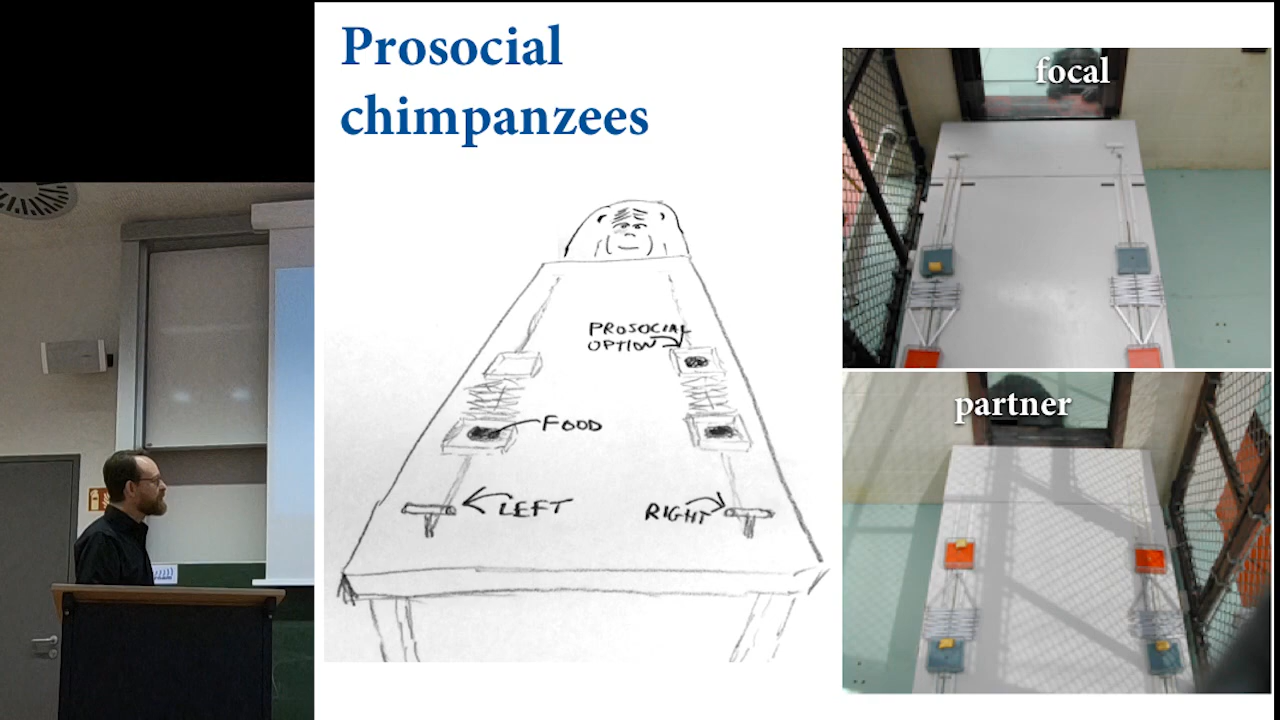 Prosocial
chimpanzees
PROSOCIAL
OPTION
FOOD
LEFT
RIGHT
focal
partner